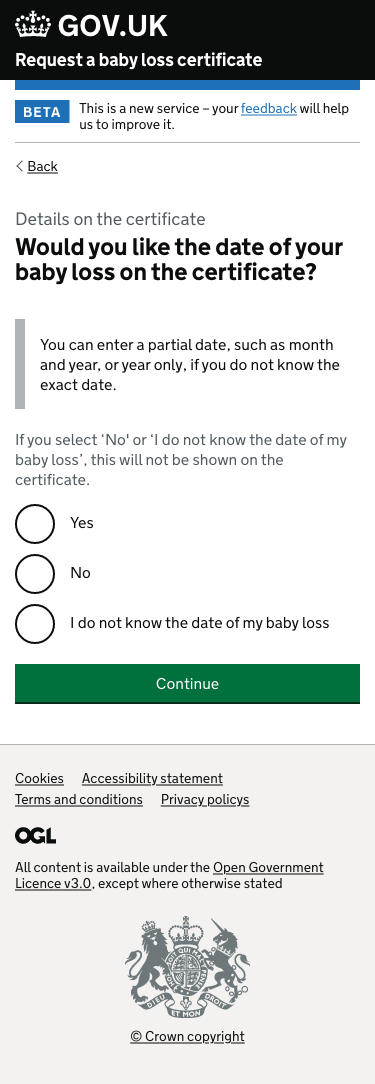 GOV.UK
Request a baby loss certificate
BETA
This is a new service – your feedback will help
us to improve it.
Back
Details on the certificate
Would you like the date of your
baby loss on the certificate?
You can enter a partial date, such as month
and year, or year only, if you do not know the
exact date.
If you select ‘No' or ‘I do not know the date of my
baby loss’, this will not be shown on the
certificate.
Yes
No
I do not know the date of my baby loss
Continue
Cookies Accessibility statement
Terms and conditions Privacy policys
OGL
All content is available under the Open Government
Licence v3.0, except where otherwise stated
DIEU ET MON DROIT
© Crown copyright